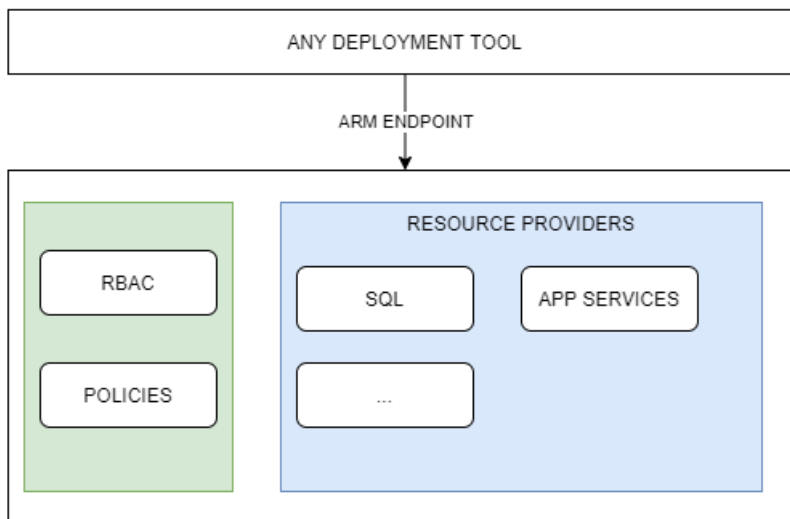 ANY DEPLOYMENT TOOL
ARM ENDPOINT
RBAC
POLICIES
RESOURCE PROVIDERS
SQL
APP SERVICES
...